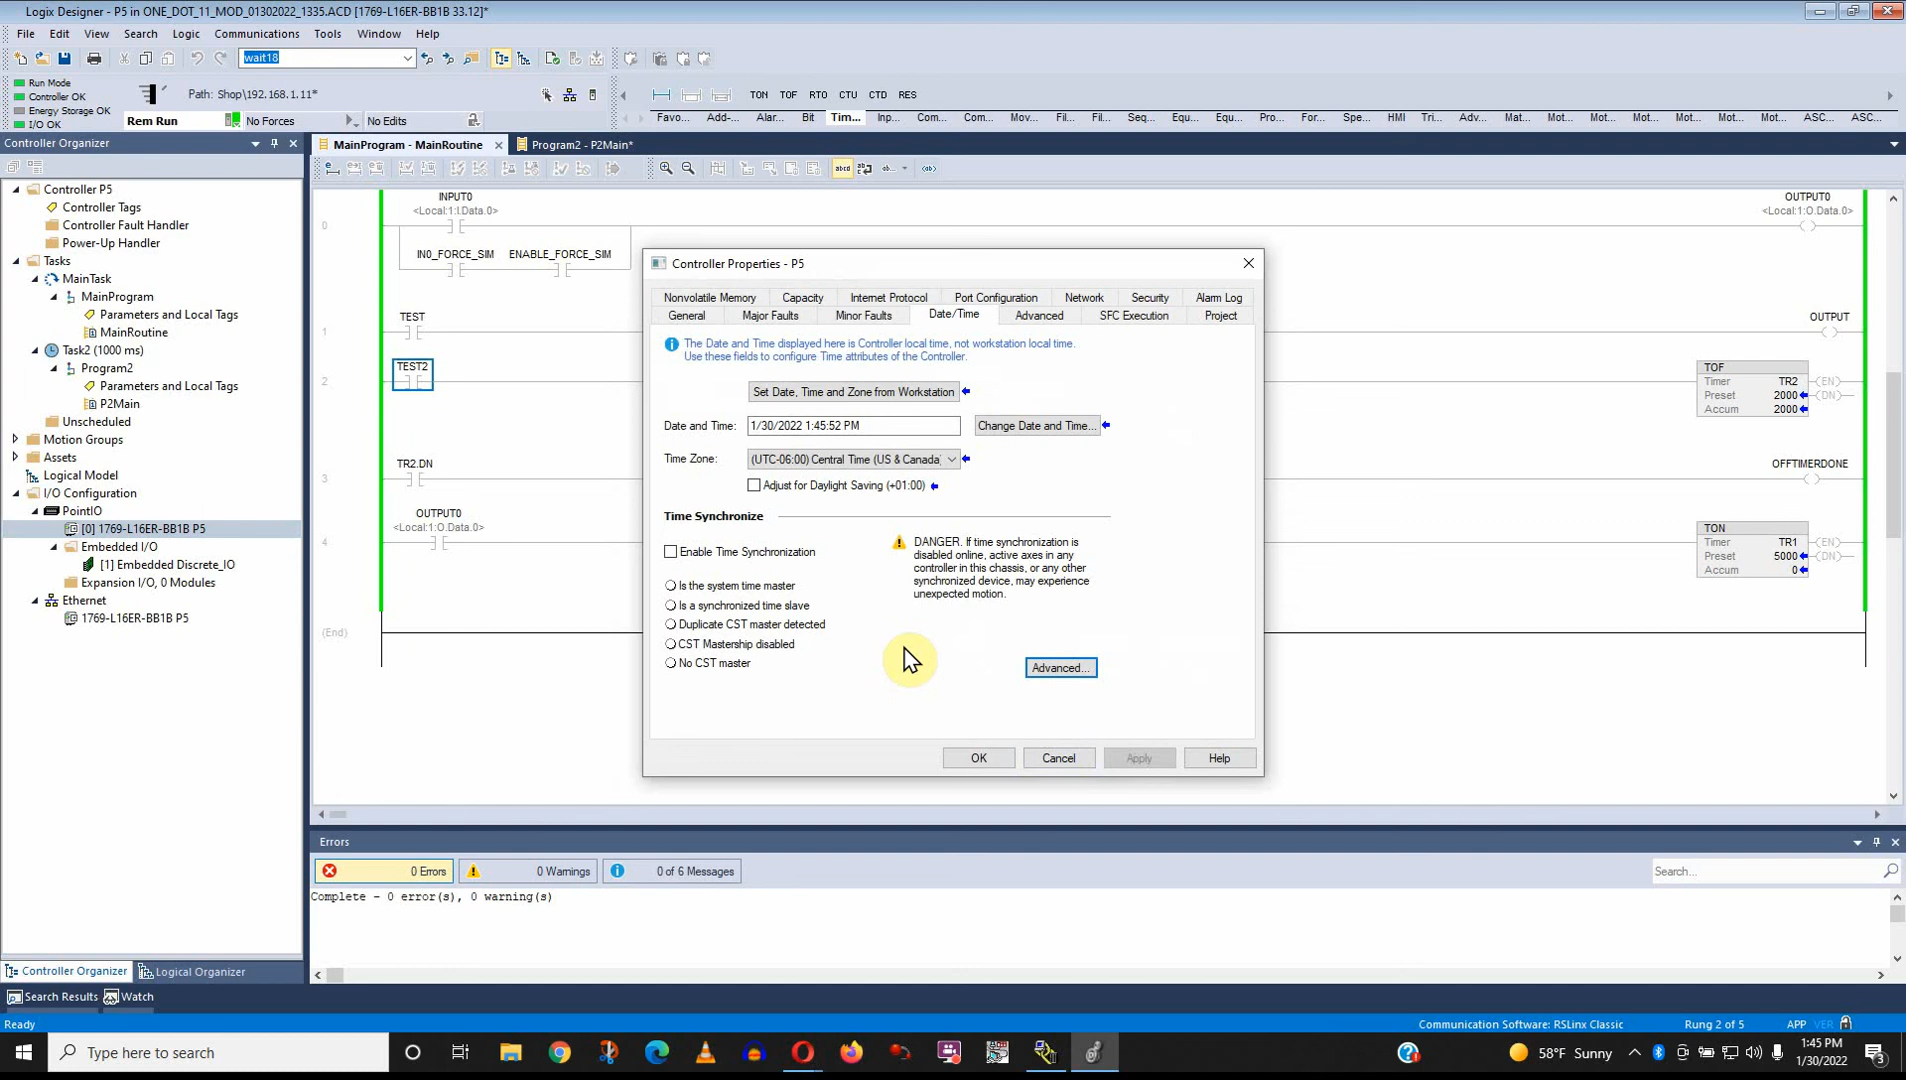 Logix Designer - P5 in ONE_DOT_11_MOD_01302022_1335.ACD [1769-L16ER-BB1B 33.12]*
File Edit View Search Logic Communications Tools Window Help
wait18
Run Mode
Controller OK
Energy Storage OK
I/O OK
Path: Shop\192.168.1.11*
Rem Run No Forces No Edits
TON TOF RTO CTU CTD RES
Favo... Add-... Alar... Bit Tim... Inp... Com... Com... Mov... Fil... Fil... Seq... Equ... Equ... Pro... For... Spe... HMI Tri... Adv... Mat... Mot... Mot... Mot... Mot... Mot... ASC... ASC...
Controller Organizer
MainProgram - MainRoutine
Program2 - P2Main*
Controller P5
Controller Tags
Controller Fault Handler
Power-Up Handler
Tasks
MainTask
MainProgram
Parameters and Local Tags
MainRoutine
Task2 (1000 ms)
Program2
Parameters and Local Tags
P2Main
Unscheduled
Motion Groups
Assets
Logical Model
I/O Configuration
PointIO
[0] 1769-L16ER-BB1B P5
Embedded I/O
[1] Embedded Discrete_IO
Expansion I/O, 0 Modules
Ethernet
1769-L16ER-BB1B P5
INPUT0
<Local:1:I.Data.0>
OUTPUT0
<Local:1:O.Data.0>
0
IN0_FORCE_SIM ENABLE_FORCE_SIM
TEST
OUTPUT
1
TEST2
2
TOF
Timer TR2 (EN)
Preset 2000 (DN)
Accum 2000
TR2.DN
OFFTIMERDONE
3
OUTPUT0
<Local:1:O.Data.0>
4
TON
Timer TR1 (EN)
Preset 5000 (DN)
Accum 0
(End)
Controller Properties - P5
Nonvolatile Memory Capacity Internet Protocol Port Configuration Network Security Alarm Log
General Major Faults Minor Faults Date/Time Advanced SFC Execution Project
The Date and Time displayed here is Controller local time, not workstation local time.
Use these fields to configure Time attributes of the Controller.
Set Date, Time and Zone from Workstation
Date and Time: 1/30/2022 1:45:52 PM Change Date and Time...
Time Zone: (UTC-06:00) Central Time (US & Canada)
Adjust for Daylight Saving (+01:00)
Time Synchronize
Enable Time Synchronization
Is the system time master
Is a synchronized time slave
Duplicate CST master detected
CST Mastership disabled
No CST master
DANGER. If time synchronization is
disabled online, active axes in any
controller in this chassis, or any other
synchronized device, may experience
unexpected motion.
Advanced...
OK Cancel Apply Help
Errors
0 Errors 0 Warnings 0 of 6 Messages
Search...
Complete - 0 error(s), 0 warning(s)
Controller Organizer Logical Organizer
Search Results Watch
Ready
Communication Software: RSLinx Classic Rung 2 of 5 APP VER
Type here to search
58°F Sunny
1:45 PM
1/30/2022
3